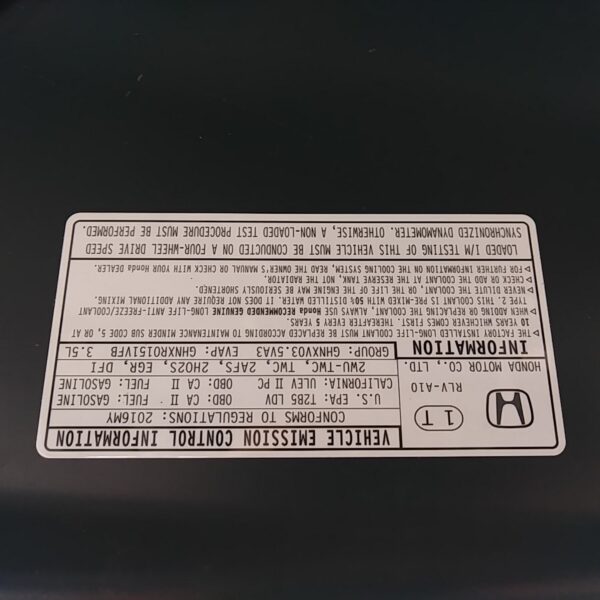 VEHICLE EMISSION CONTROL INFORMATION
CONFORMS TO REGULATIONS: 2016MY
U.S. EPA: T2B5 LDV OBD: CA II FUEL: GASOLINE
CALIFORNIA: ULEV II PC OBD: CA II FUEL: GASOLINE
2WU-TWC, TWC, 2AFS, 2HO2S, EGR, DFI
GROUP: GHNXV03.5VA3 EVAP: GHNXR0151VFB 3.5L
1 T
RLV-A10
HONDA MOTOR CO., LTD.
INFORMATION
▷ THE FACTORY INSTALLED LONG-LIFE COOLANT MUST BE REPLACED ACCORDING TO MAINTENANCE MINDER SUB CODE 5, OR AT
10 YEARS WHICHEVER COMES FIRST. THEREAFTER EVERY 5 YEARS.
▷ WHEN ADDING OR REPLACING THE COOLANT, ALWAYS USE Honda RECOMMENDED GENUINE LONG-LIFE ANTI-FREEZE/COOLANT
TYPE 2. THIS COOLANT IS PRE-MIXED WITH 50% DISTILLED WATER. IT DOES NOT REQUIRE ANY ADDITIONAL MIXING.
▷ NEVER DILUTE THE COOLANT, OR THE LIFE OF THE ENGINE MAY BE SERIOUSLY SHORTENED.
▷ CHECK OR ADD THE COOLANT AT THE RESERVE TANK, NOT THE RADIATOR.
▷ FOR FURTHER INFORMATION ON THE COOLING SYSTEM, READ THE OWNER'S MANUAL OR CHECK WITH YOUR Honda DEALER.
LOADED I/M TESTING OF THIS VEHICLE MUST BE CONDUCTED ON A FOUR-WHEEL DRIVE SPEED
SYNCHRONIZED DYNAMOMETER. OTHERWISE, A NON-LOADED TEST PROCEDURE MUST BE PERFORMED.